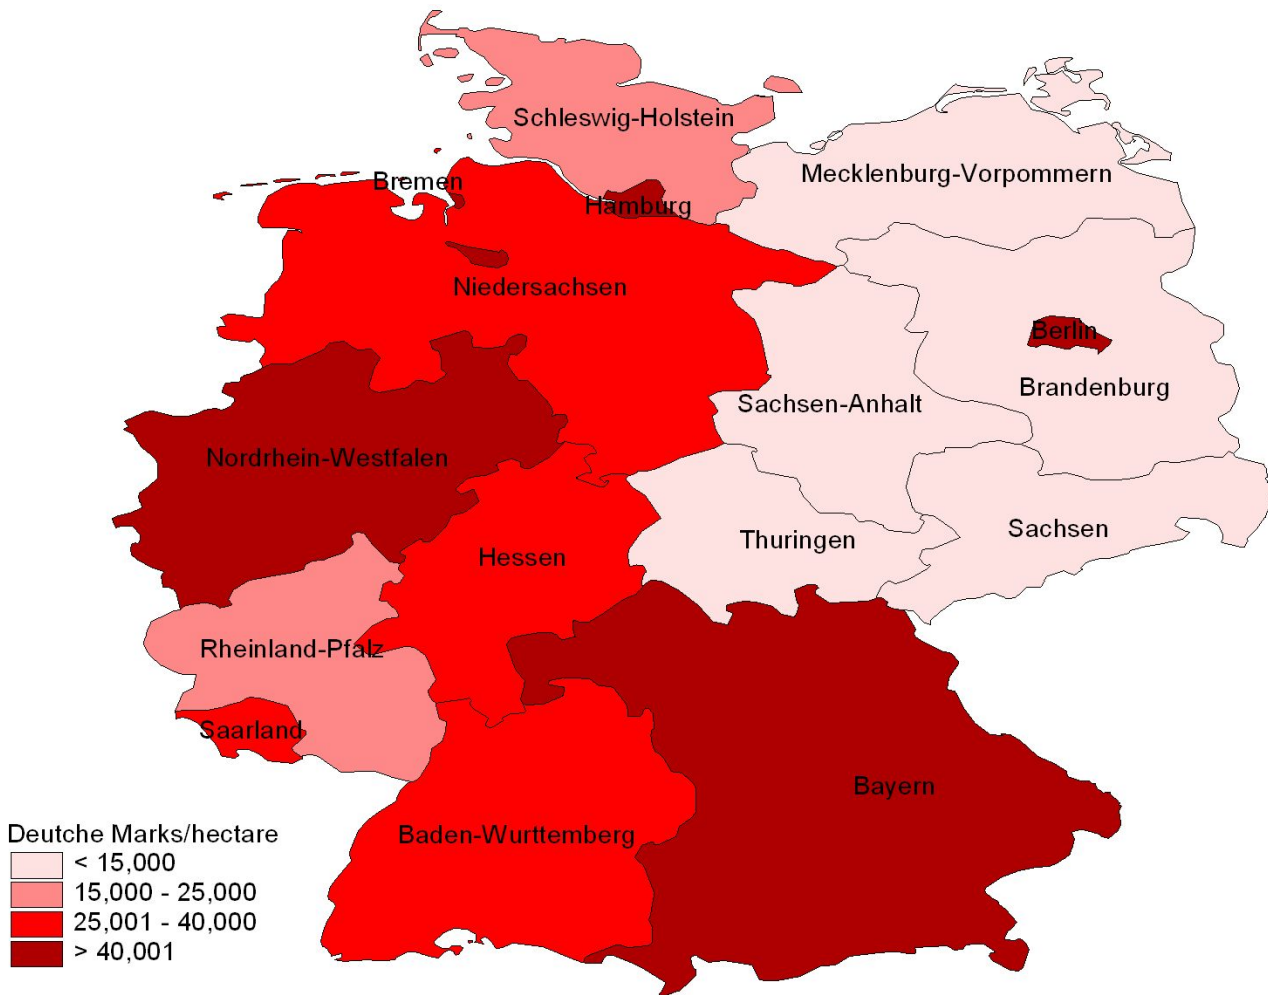 Schleswig-Holstein
Mecklenburg-Vorpommern
Bremen
Hamburg
Niedersachsen
Berlin
Brandenburg
Sachsen-Anhalt
Nordrhein-Westfalen
Sachsen
Thuringen
Hessen
Rheinland-Pfalz
Saarland
Bayern
Baden-Wurttemberg
Deutche Marks/hectare
< 15,000
15,000 - 25,000
25,001 - 40,000
> 40,001